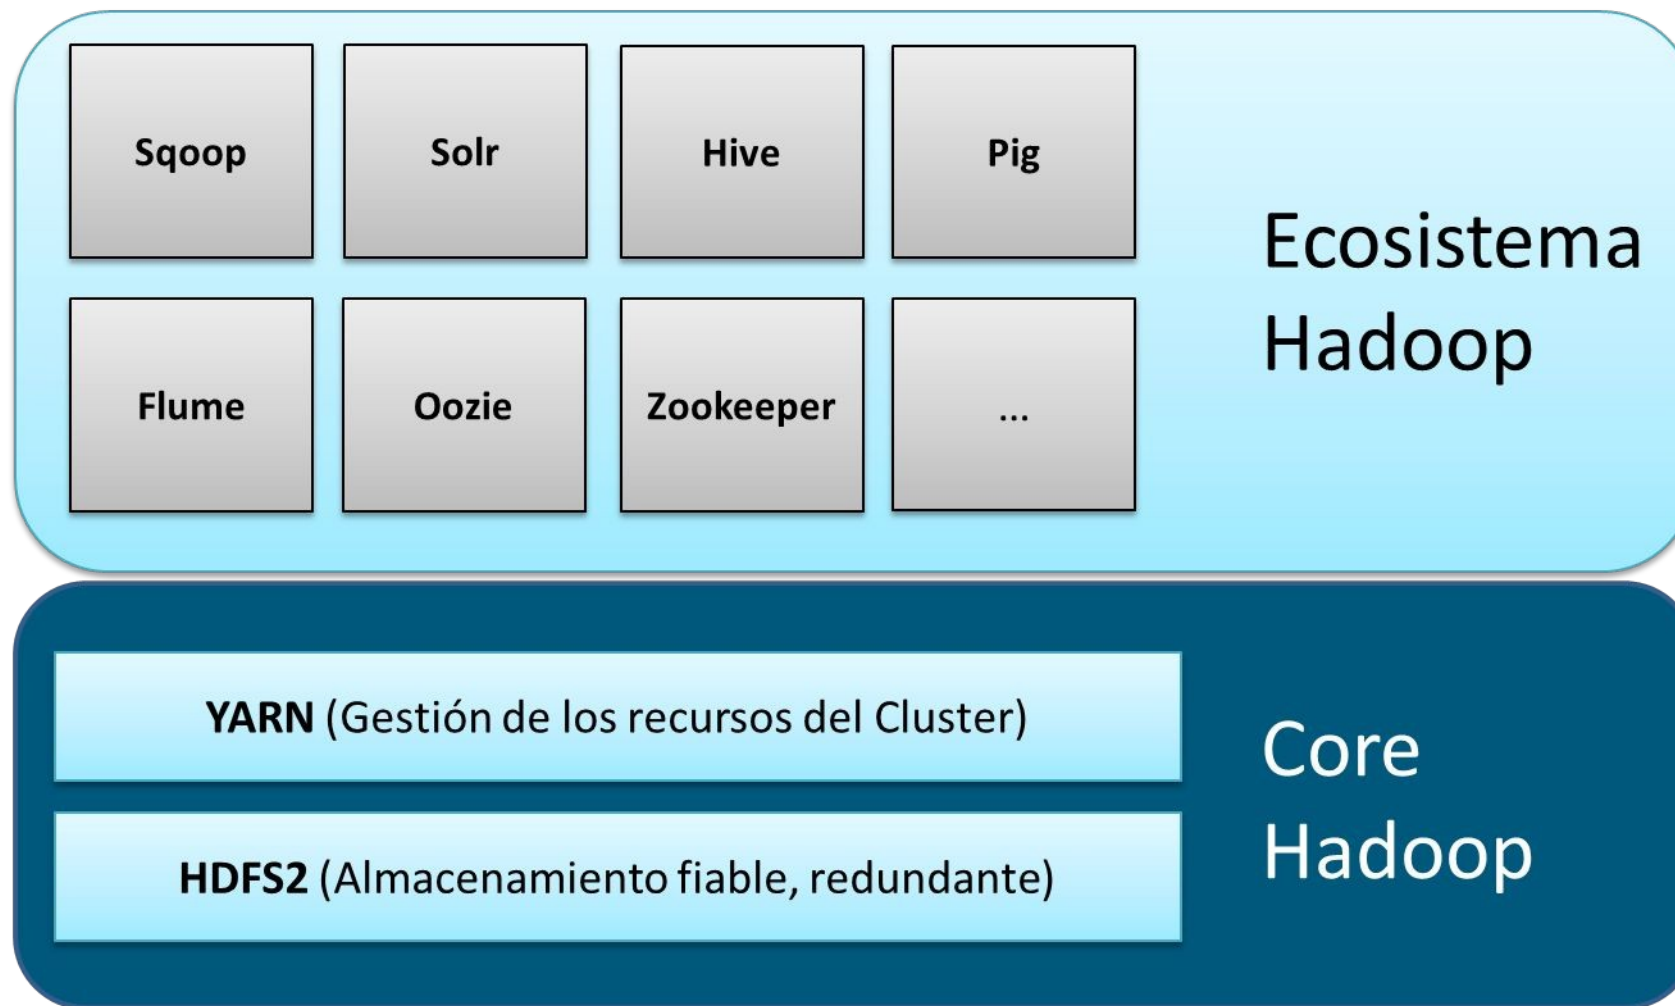 Sqoop
Solr
Hive
Pig
Flume
Oozie
Zookeeper
...
Ecosistema
Hadoop
YARN (Gestión de los recursos del Cluster)
HDFS2 (Almacenamiento fiable, redundante)
Core
Hadoop